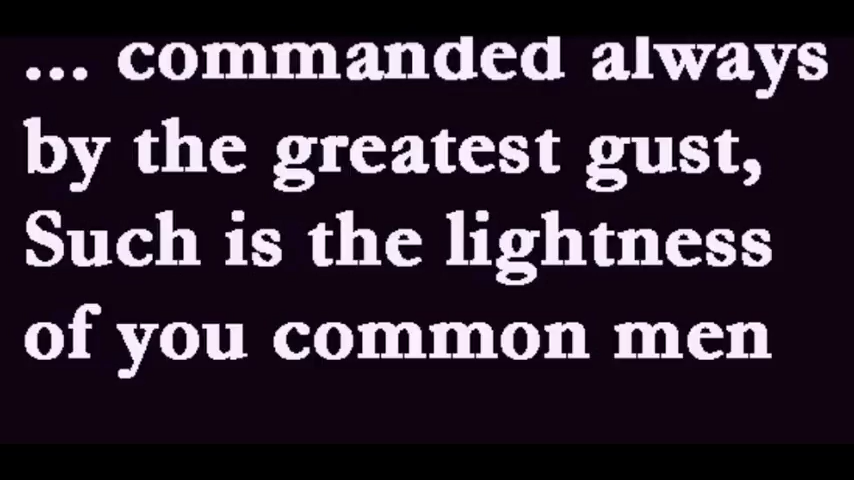 ... commanded always
by the greatest gust,
Such is the lightness
of you common men